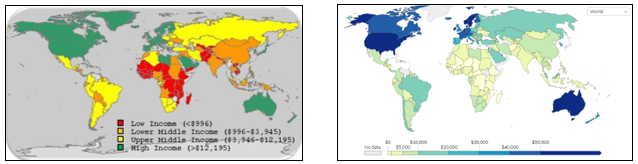 Low Income (<$996)
Lower Middle Income ($996-$3,945)
Upper Middle Income ($3,946-$12,195)
High Income (>$12,195)
World
No data
$0
$10,000
$20,000
$30,000
$40,000
$50,000
$5,000